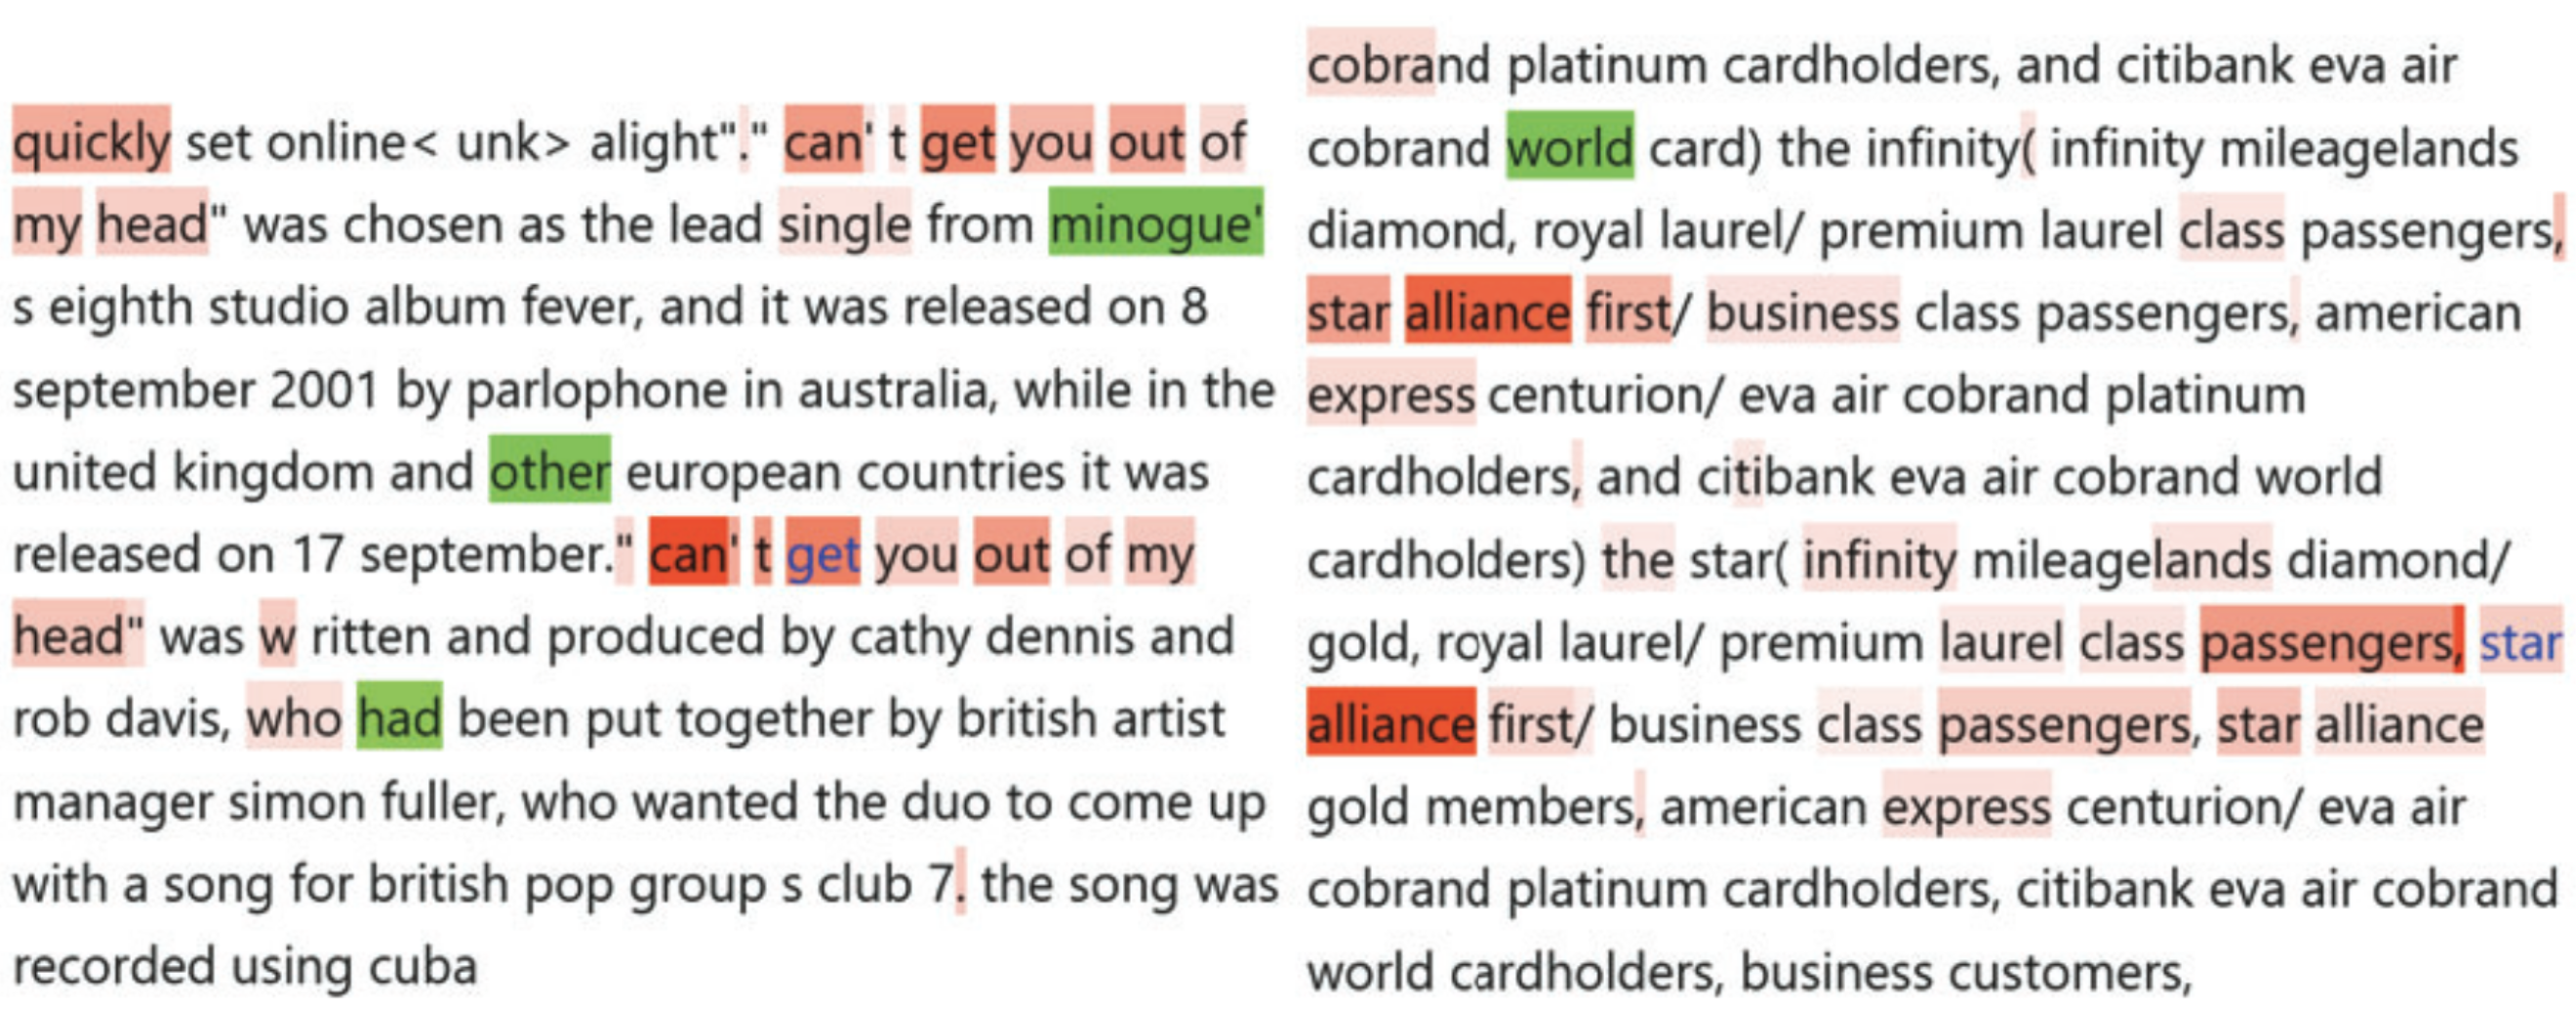 quickly set online< unk> alight"." can' t get you out of
my head" was chosen as the lead single from minogue'
s eighth studio album fever, and it was released on 8
september 2001 by parlophone in australia, while in the
united kingdom and other european countries it was
released on 17 september." can' t get you out of my
head" was w ritten and produced by cathy dennis and
rob davis, who had been put together by british artist
manager simon fuller, who wanted the duo to come up
with a song for british pop group s club 7. the song was
recorded using cuba
cobrand platinum cardholders, and citibank eva air
cobrand world card) the infinity( infinity mileagelands
diamond, royal laurel/ premium laurel class passengers,
star alliance first/ business class passengers, american
express centurion/ eva air cobrand platinum
cardholders, and citibank eva air cobrand world
cardholders) the star( infinity mileagelands diamond/
gold, royal laurel/ premium laurel class passengers, star
alliance first/ business class passengers, star alliance
gold members, american express centurion/ eva air
cobrand platinum cardholders, citibank eva air cobrand
world cardholders, business customers,